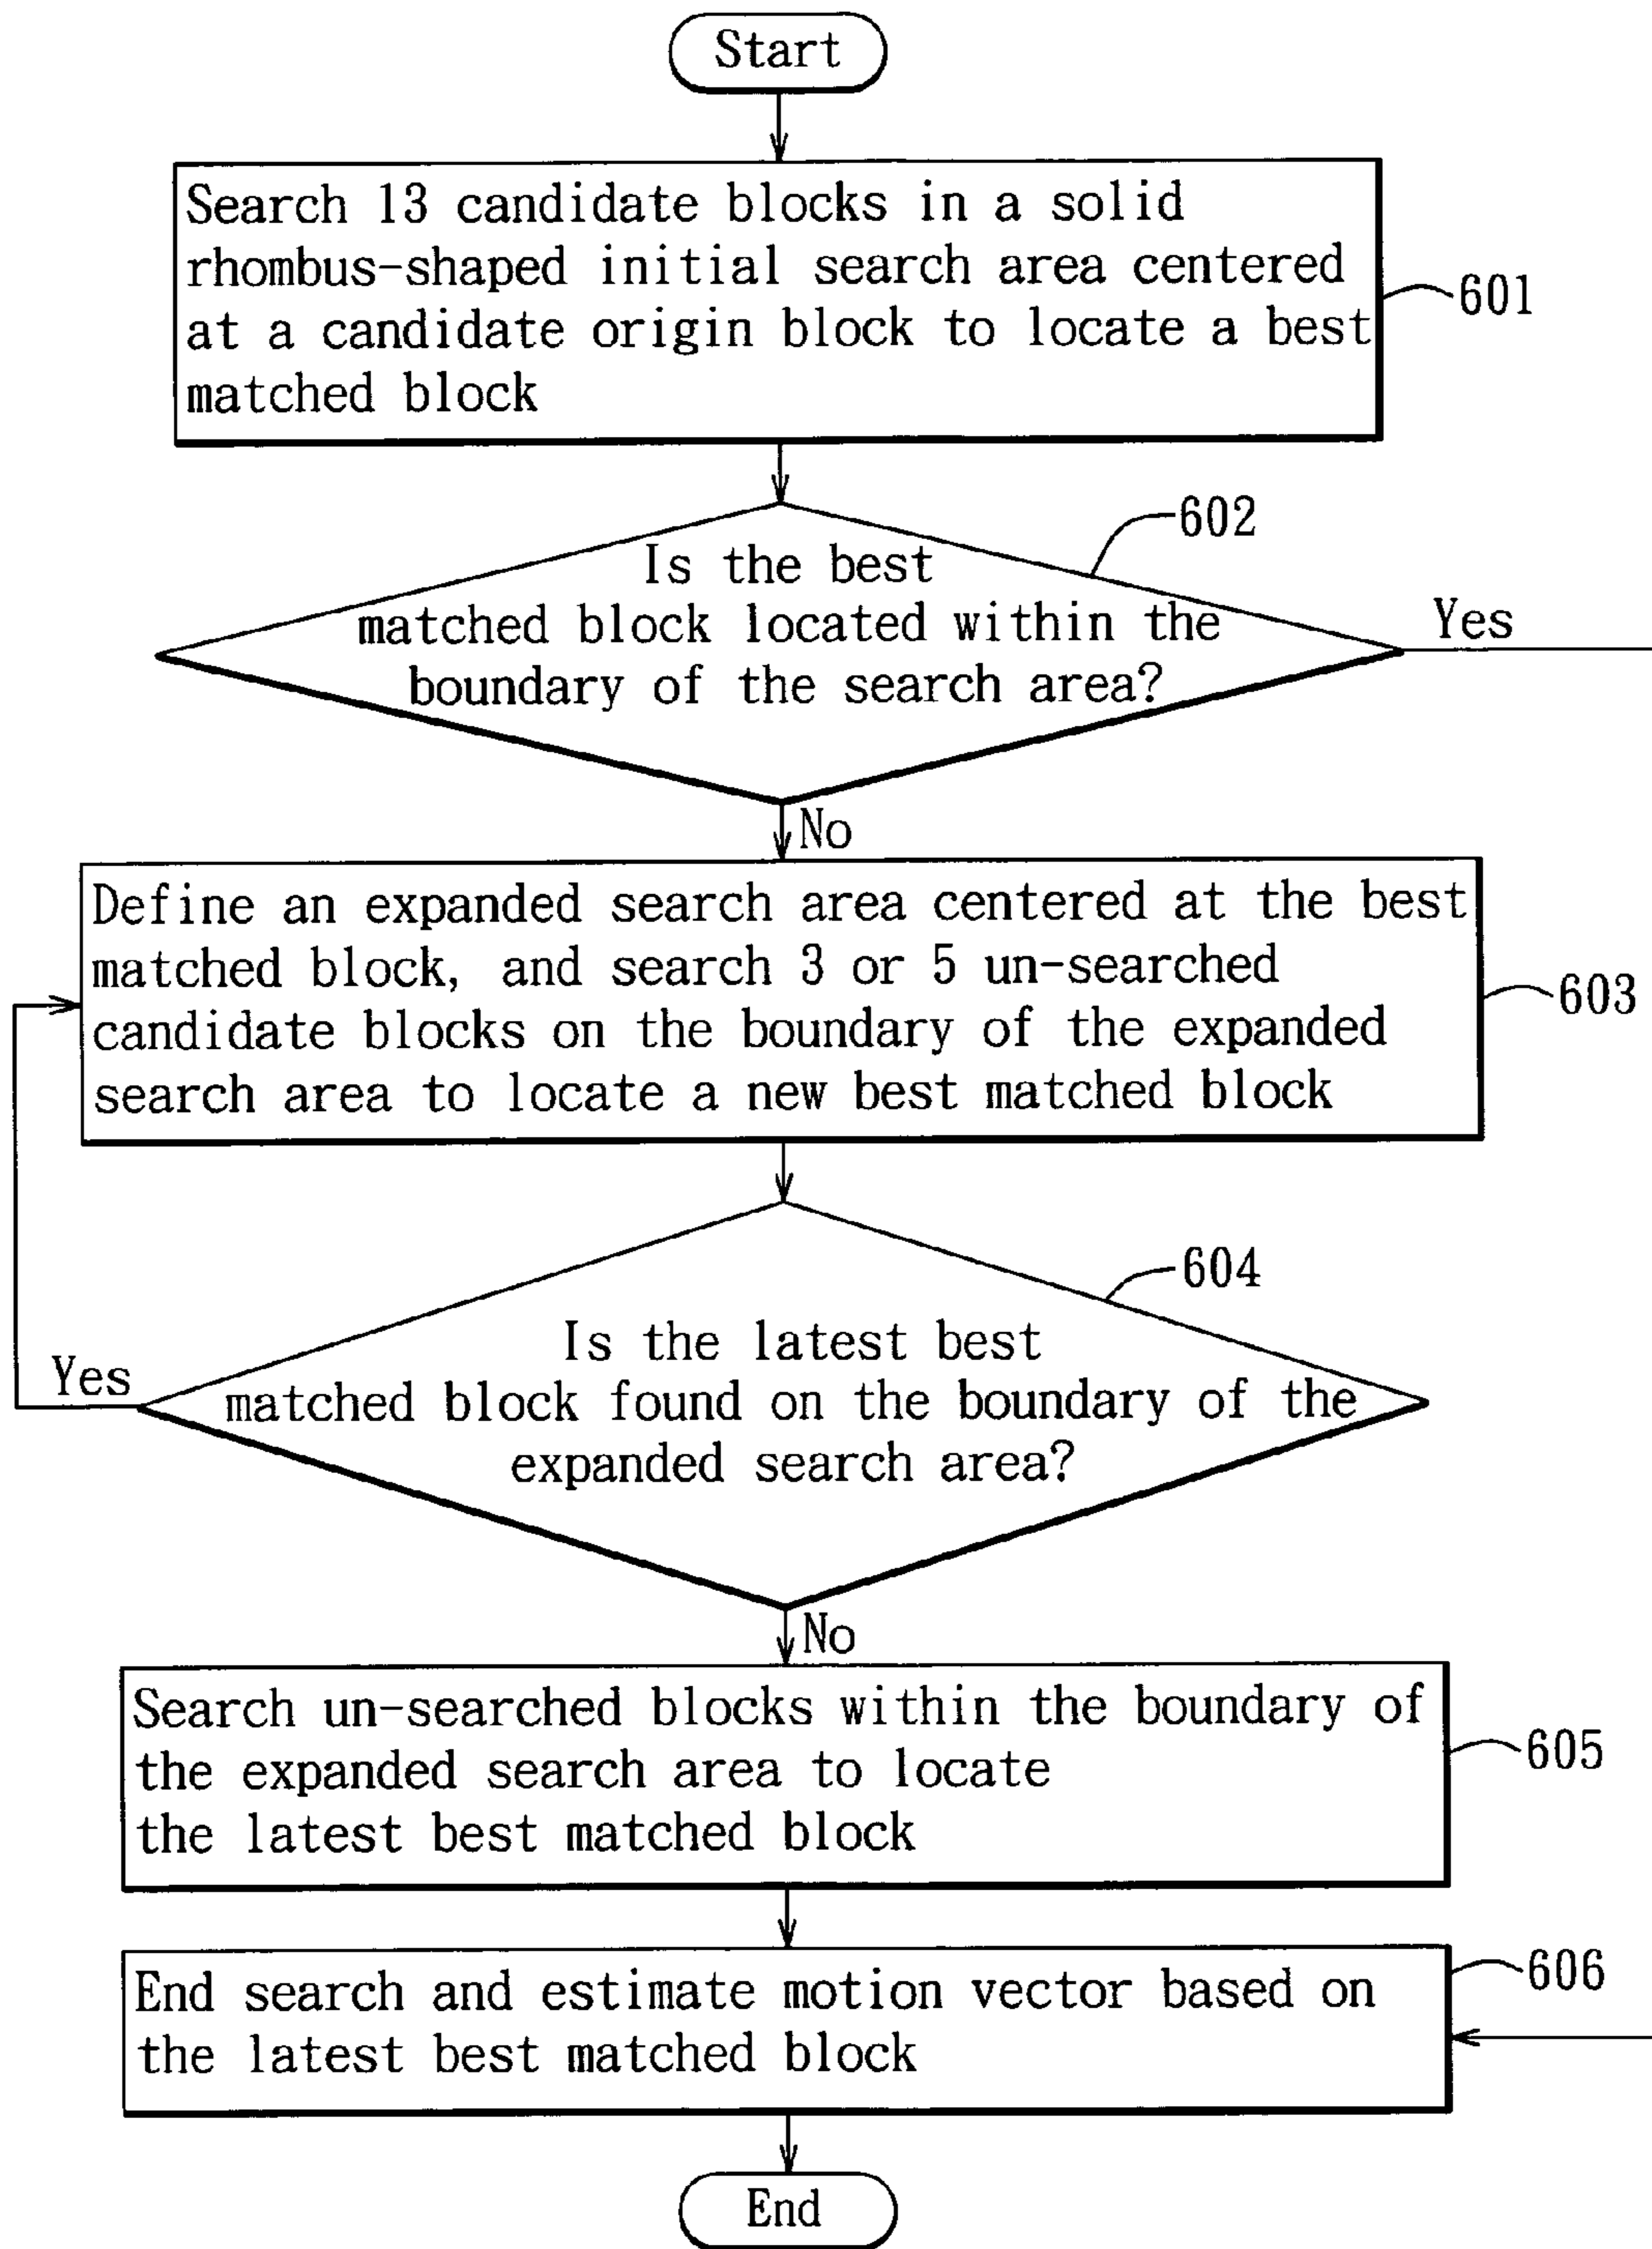 Start
Search 13 candidate blocks in a solid
rhombus-shaped initial search area centered
at a candidate origin block to locate a best
matched block
601
602
Is the best
matched block located within the
boundary of the search area?
Yes
No
Define an expanded search area centered at the best
matched block, and search 3 or 5 un-searched
candidate blocks on the boundary of the expanded
search area to locate a new best matched block
603
604
Is the latest best
matched block found on the boundary of the
expanded search area?
Yes
No
Search un-searched blocks within the boundary of
the expanded search area to locate
the latest best matched block
605
End search and estimate motion vector based on
the latest best matched block
606
End